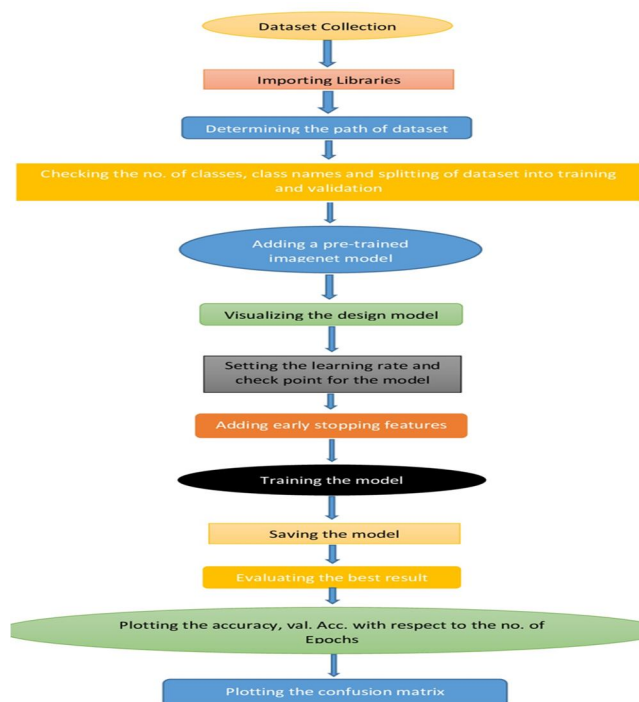 Dataset Collection
Importing Libraries
Determining the path of dataset
Checking the no. of classes, class names and splitting of dataset into training
and validation
Adding a pre-trained
imagenet model
Visualizing the design model
Setting the learning rate and
check point for the model
Adding early stopping features
Training the model
Saving the model
Evaluating the best result
Plotting the accuracy, val. Acc. with respect to the no. of
Epochs
Plotting the confusion matrix